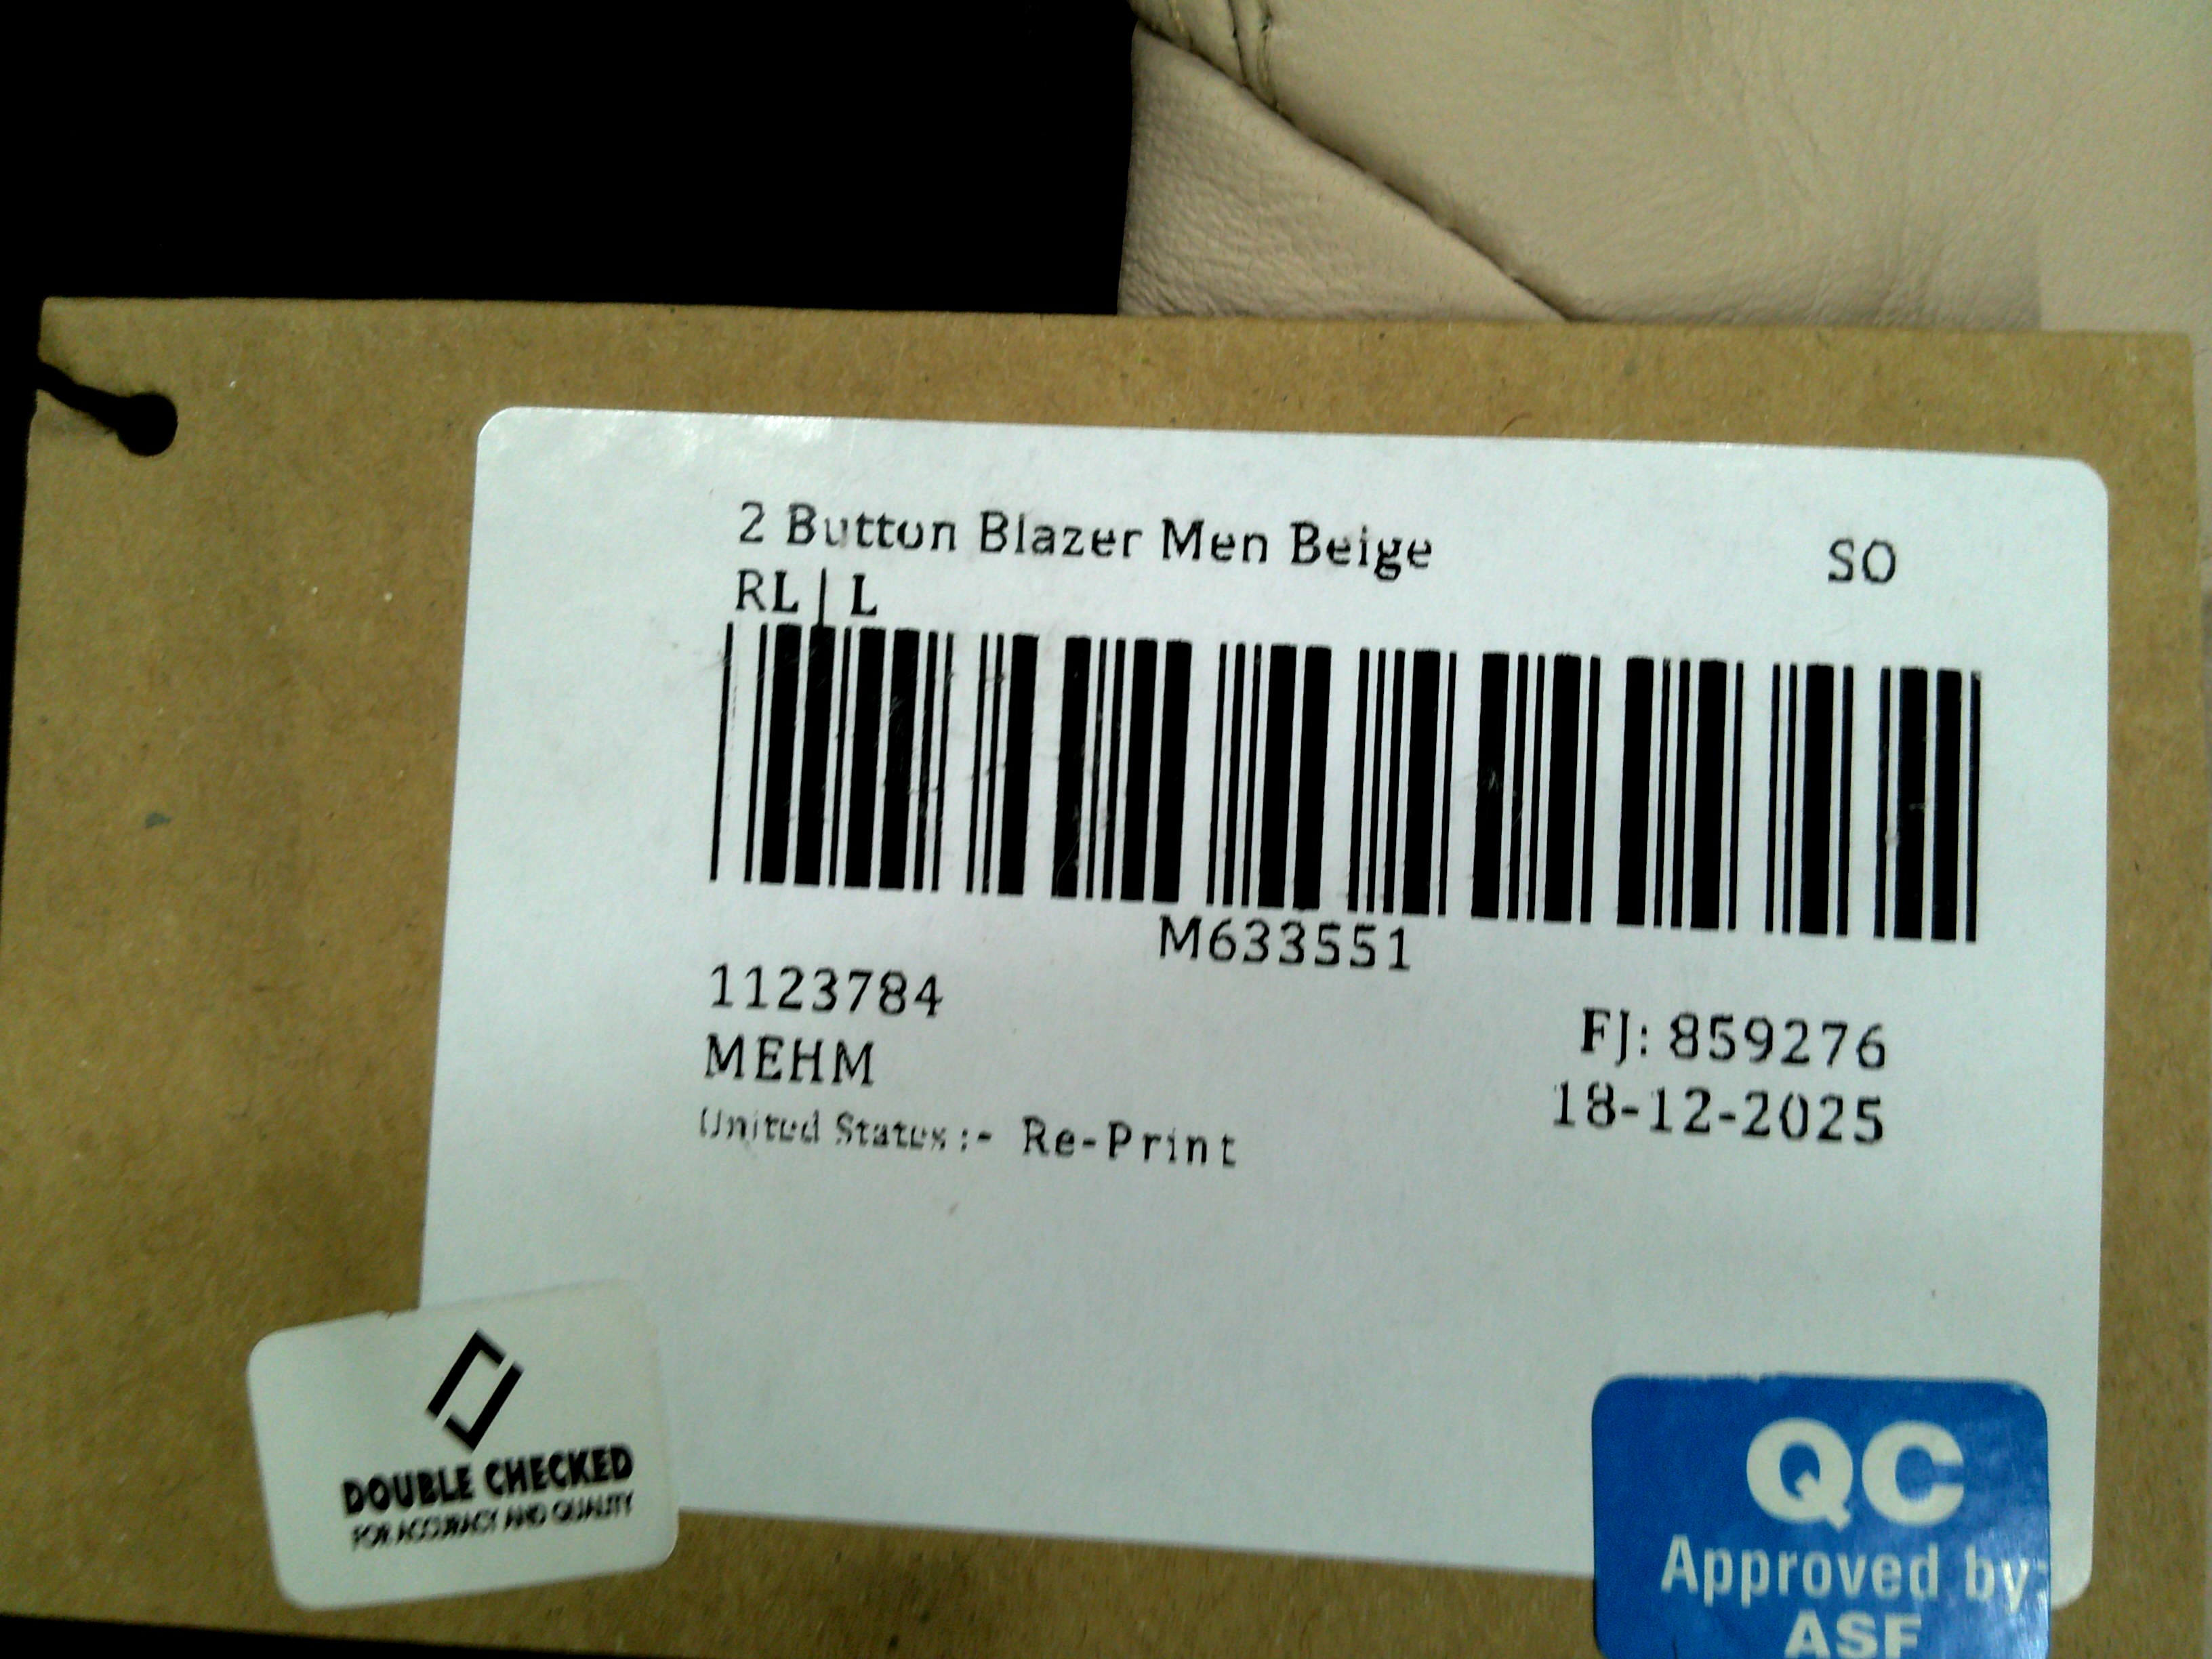 2 Button Blazer Men Beige
SO
RL | L
M633551
1123784
FJ: 859276
MEHM
18-12-2025
United States :- Re-Print
DOUBLE CHECKED
FOR ACCURACY AND QUALITY
QC
Approved by:
ASF